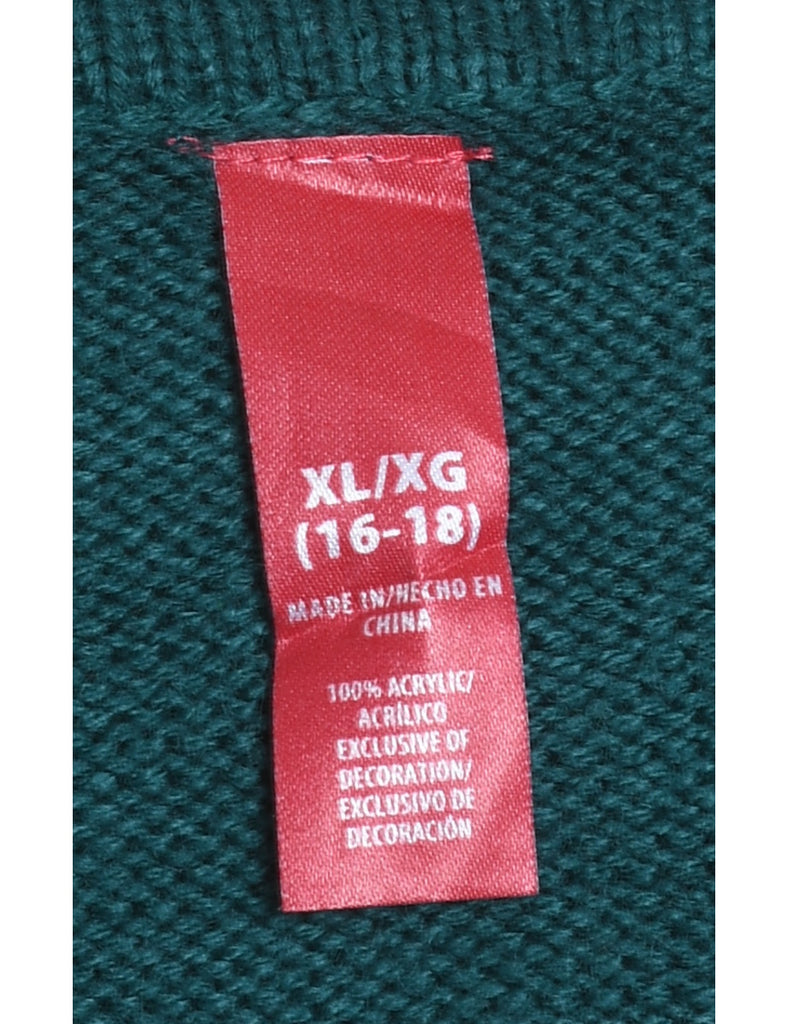 XL/XG
(16-18)
MADE IN/HECHO EN
CHINA
100% ACRYLIC/
ACRÍLICO
EXCLUSIVE OF
DECORATION/
EXCLUSIVO DE
DECORACIÓN